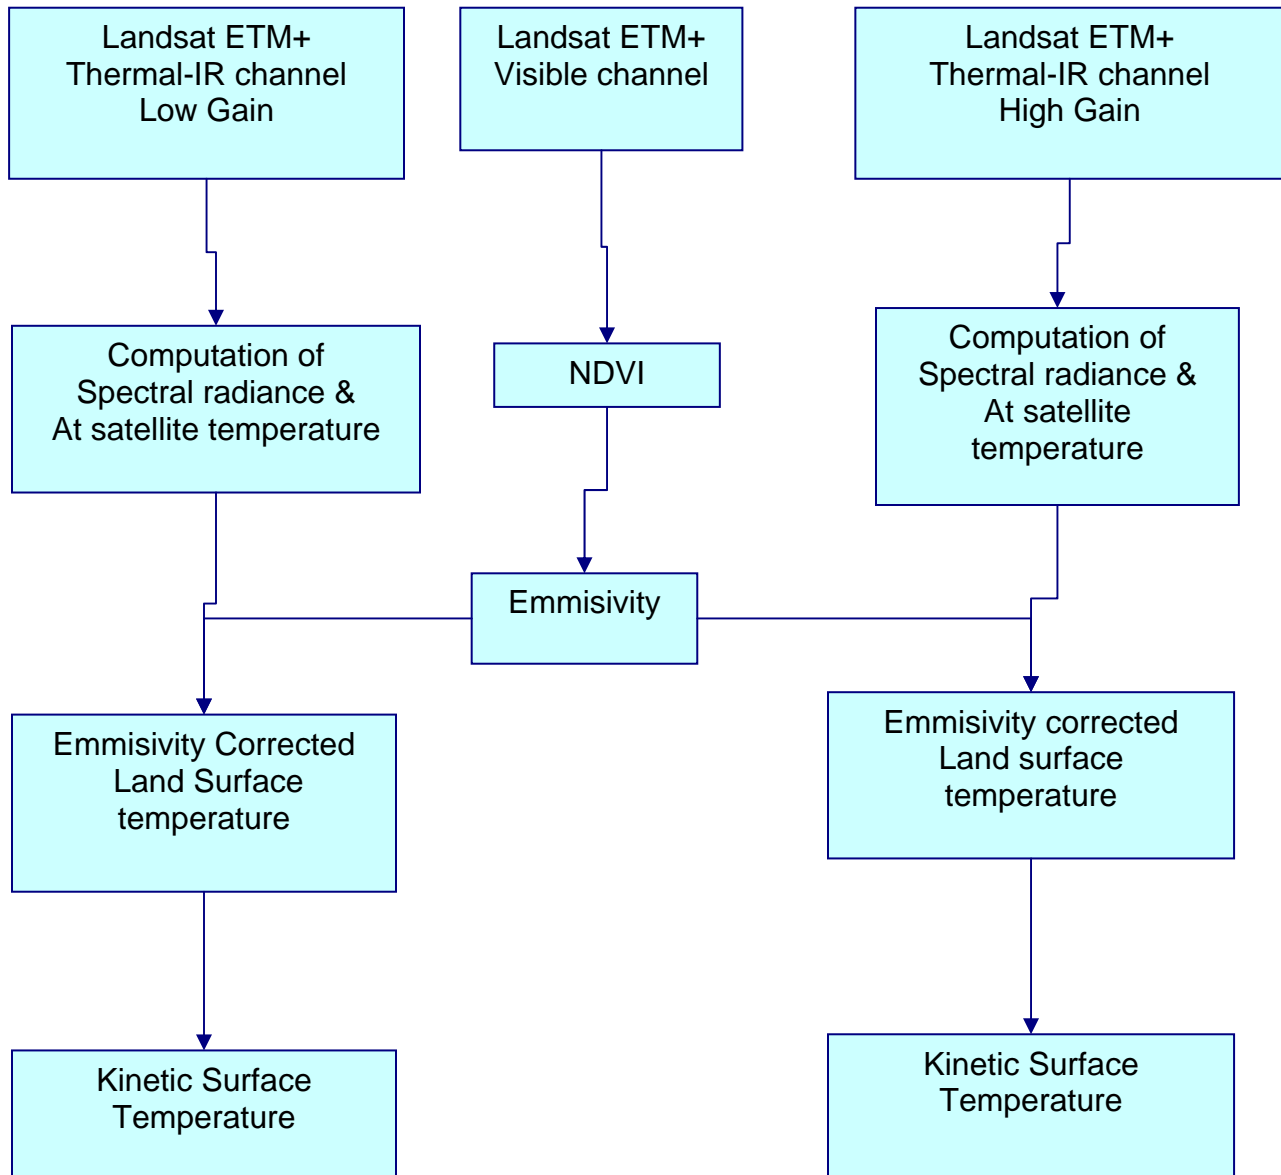 Landsat ETM+
Thermal-IR channel
Low Gain
Landsat ETM+
Visible channel
Landsat ETM+
Thermal-IR channel
High Gain
Computation of
Spectral radiance &
At satellite temperature
NDVI
Computation of
Spectral radiance &
At satellite
temperature
Emmisivity
Emmisivity Corrected
Land Surface
temperature
Emmisivity corrected
Land surface
temperature
Kinetic Surface
Temperature
Kinetic Surface
Temperature